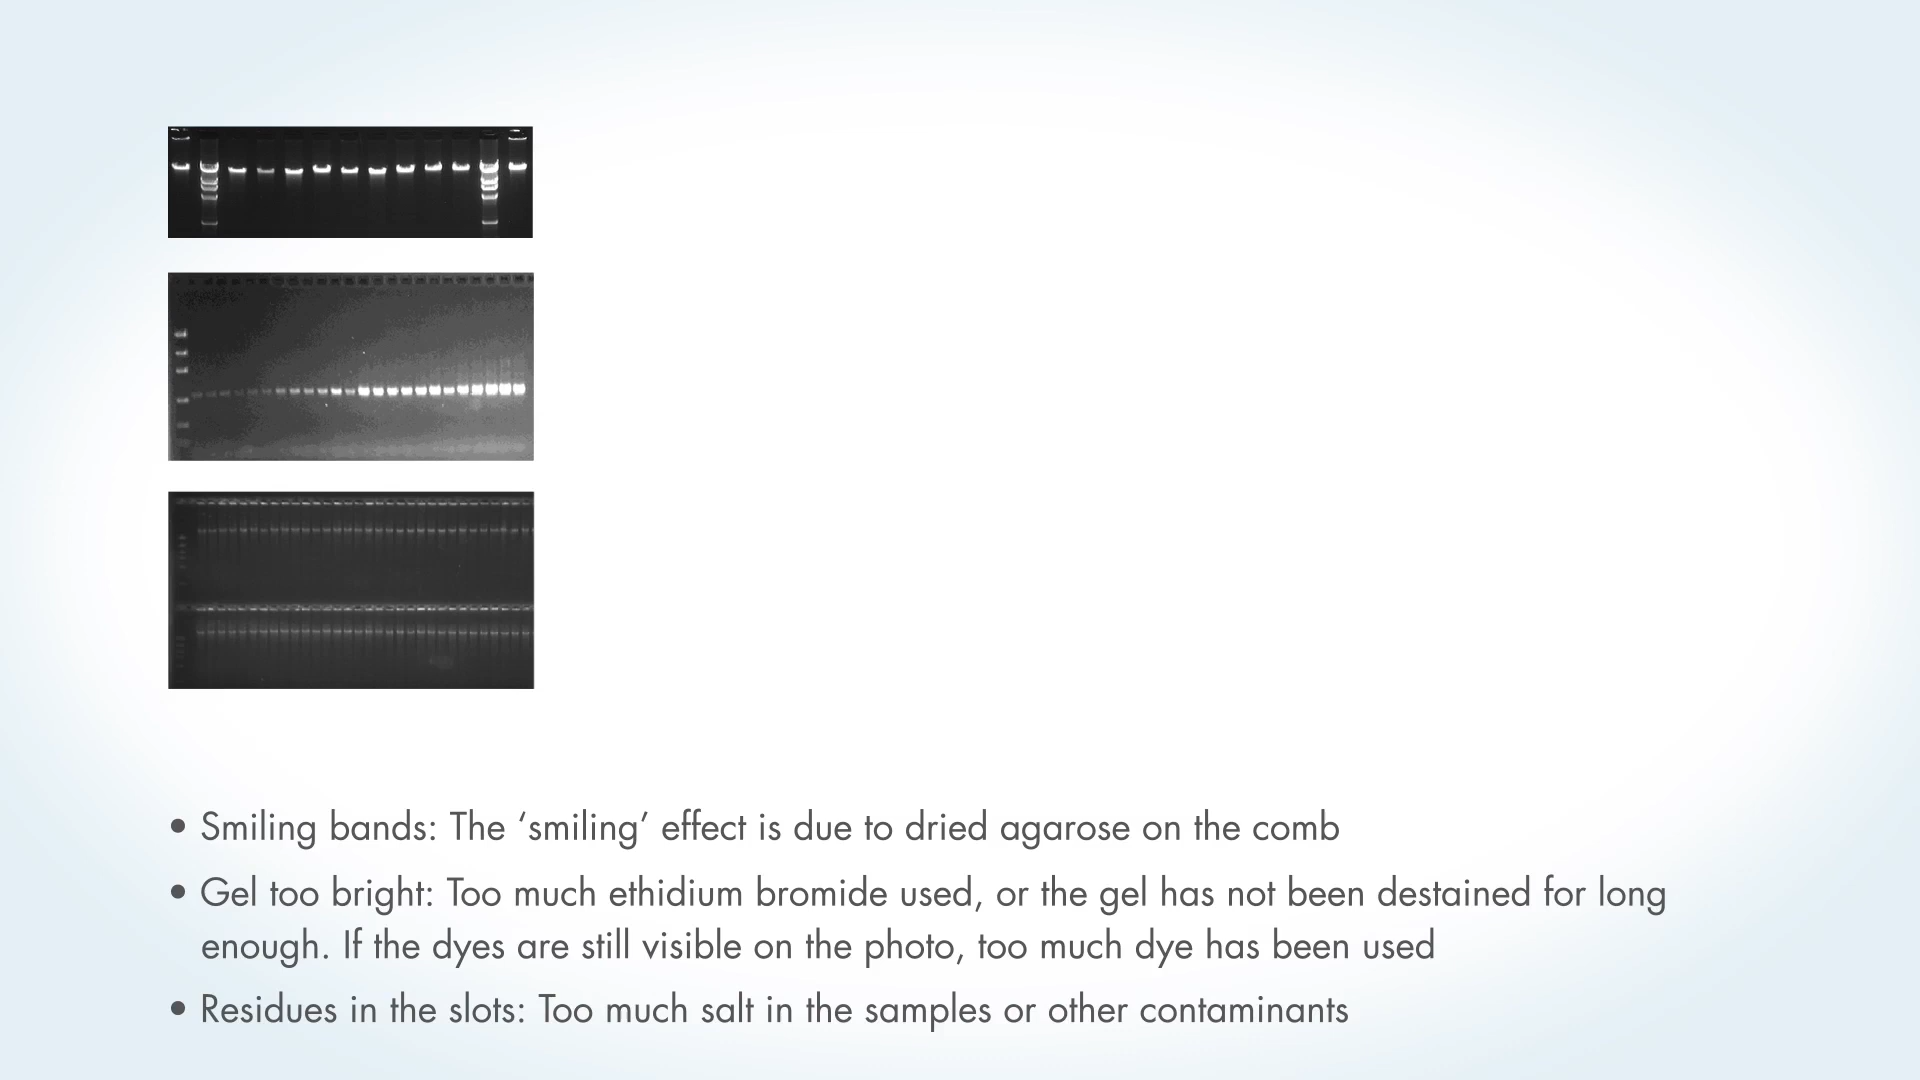 • Smiling bands: The ‘smiling’ effect is due to dried agarose on the comb
• Gel too bright: Too much ethidium bromide used, or the gel has not been destained for long
enough. If the dyes are still visible on the photo, too much dye has been used
• Residues in the slots: Too much salt in the samples or other contaminants